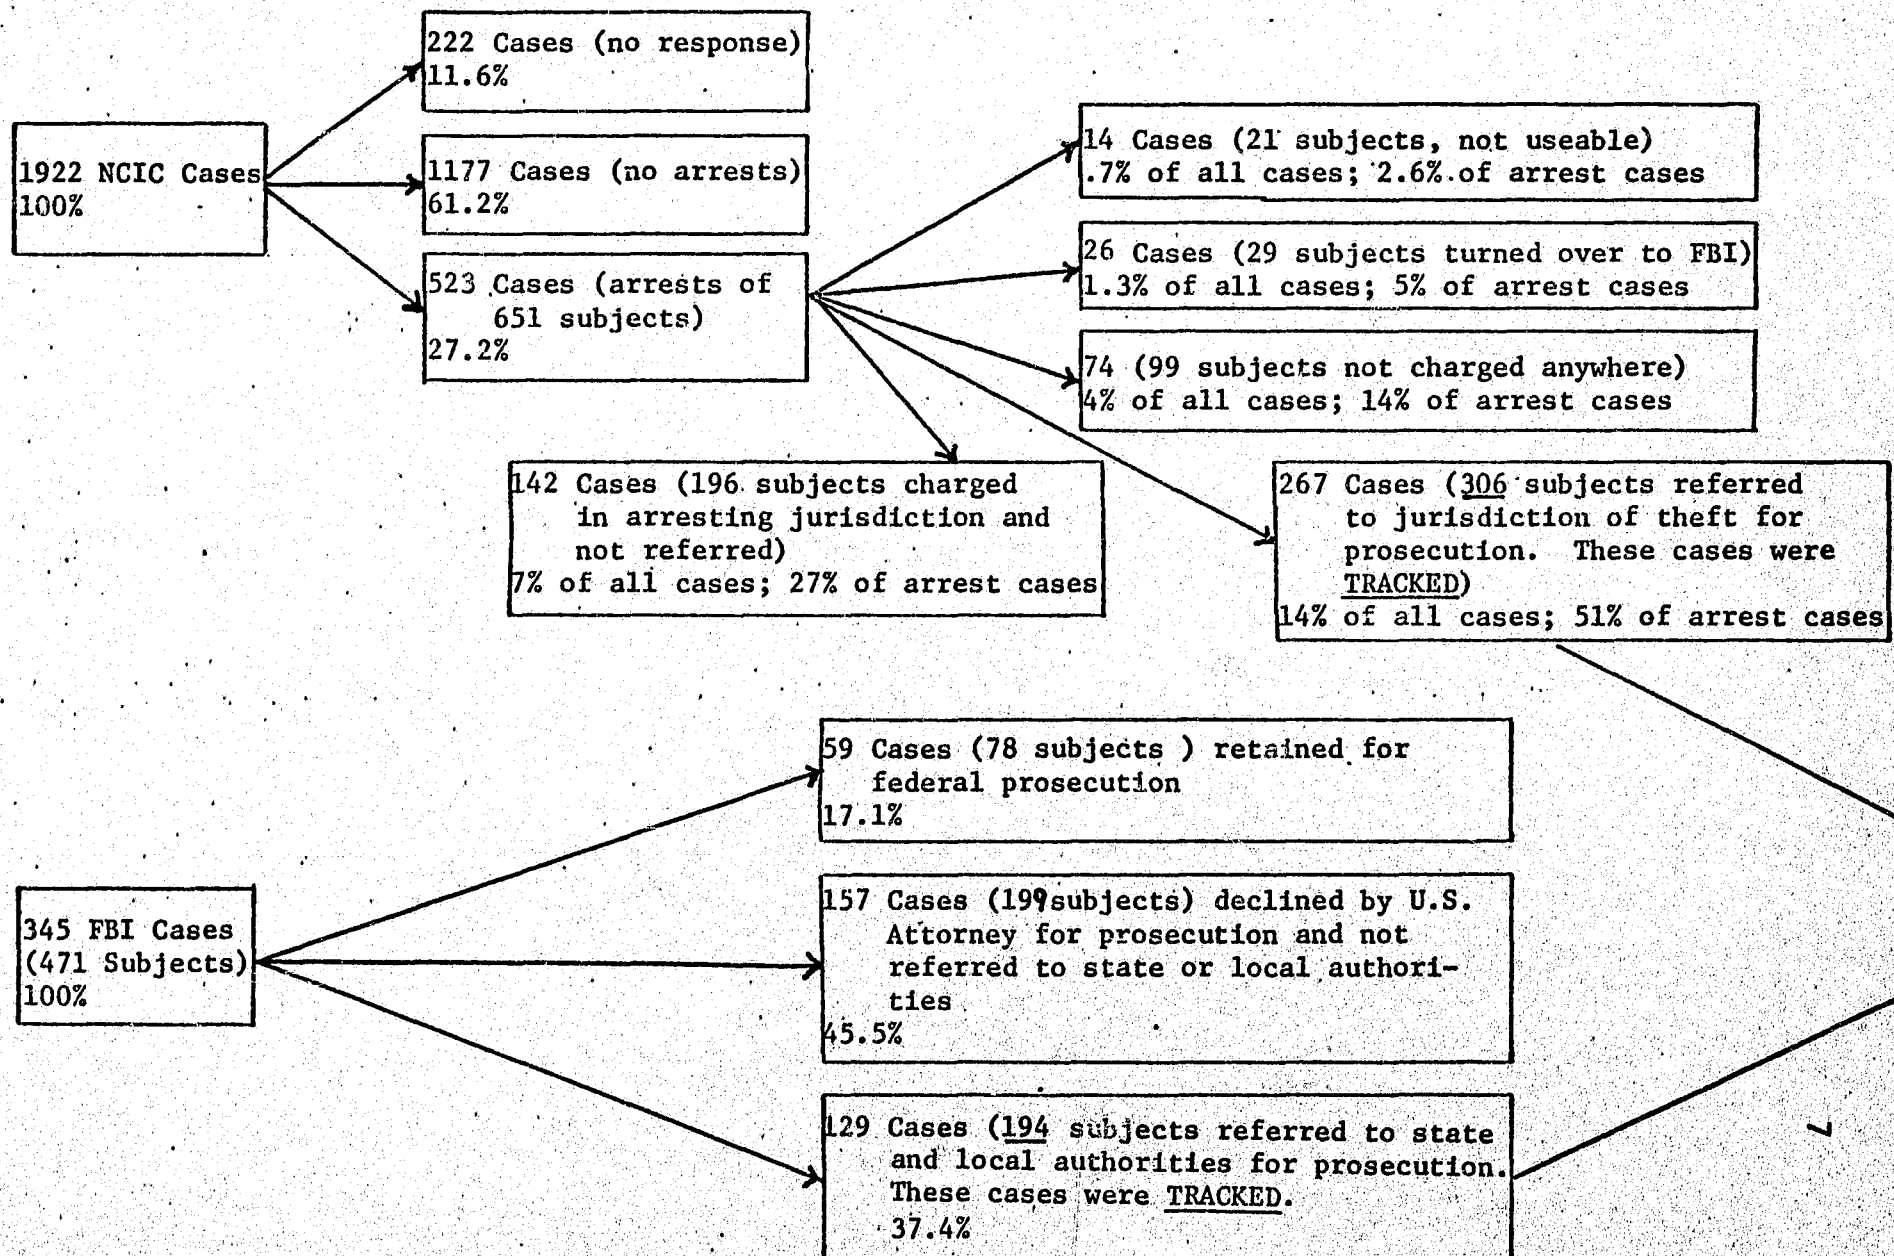 222 Cases (no response)
11.6%
1922 NCIC Cases
100%
1177 Cases (no arrests)
61.2%
523 Cases (arrests of
651 subjects)
27.2%
14 Cases (21 subjects, not useable)
.7% of all cases; 2.6% of arrest cases
26 Cases (29 subjects turned over to FBI)
1.3% of all cases; 5% of arrest cases
74 (99 subjects not charged anywhere)
4% of all cases; 14% of arrest cases
142 Cases (196 subjects charged
in arresting jurisdiction and
not referred)
7% of all cases; 27% of arrest cases
267 Cases (306 subjects referred
to jurisdiction of theft for
prosecution. These cases were
TRACKED)
14% of all cases; 51% of arrest cases
345 FBI Cases
(471 Subjects)
100%
59 Cases (78 subjects ) retained for
federal prosecution
17.1%
157 Cases (199 subjects) declined by U.S.
Attorney for prosecution and not
referred to state or local authori-
ties
45.5%
129 Cases (194 subjects referred to state
and local authorities for prosecution.
These cases were TRACKED.
37.4%